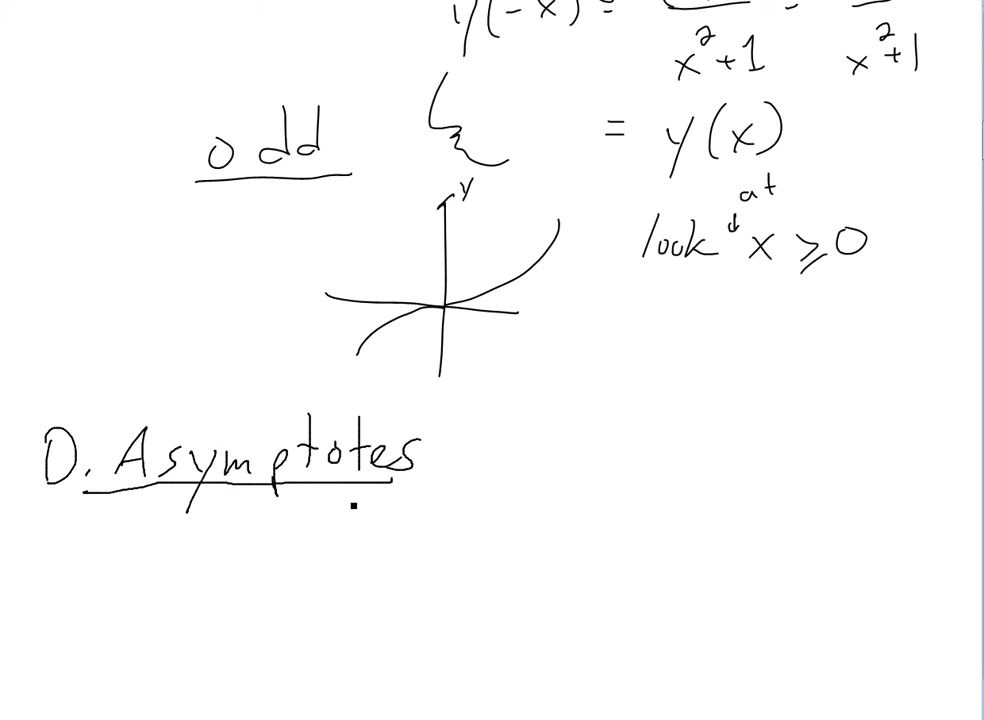 y(-x) =
x²+1 x²+1
odd
= y(x)
y
at
look x ≥ 0
D. Asymptotes